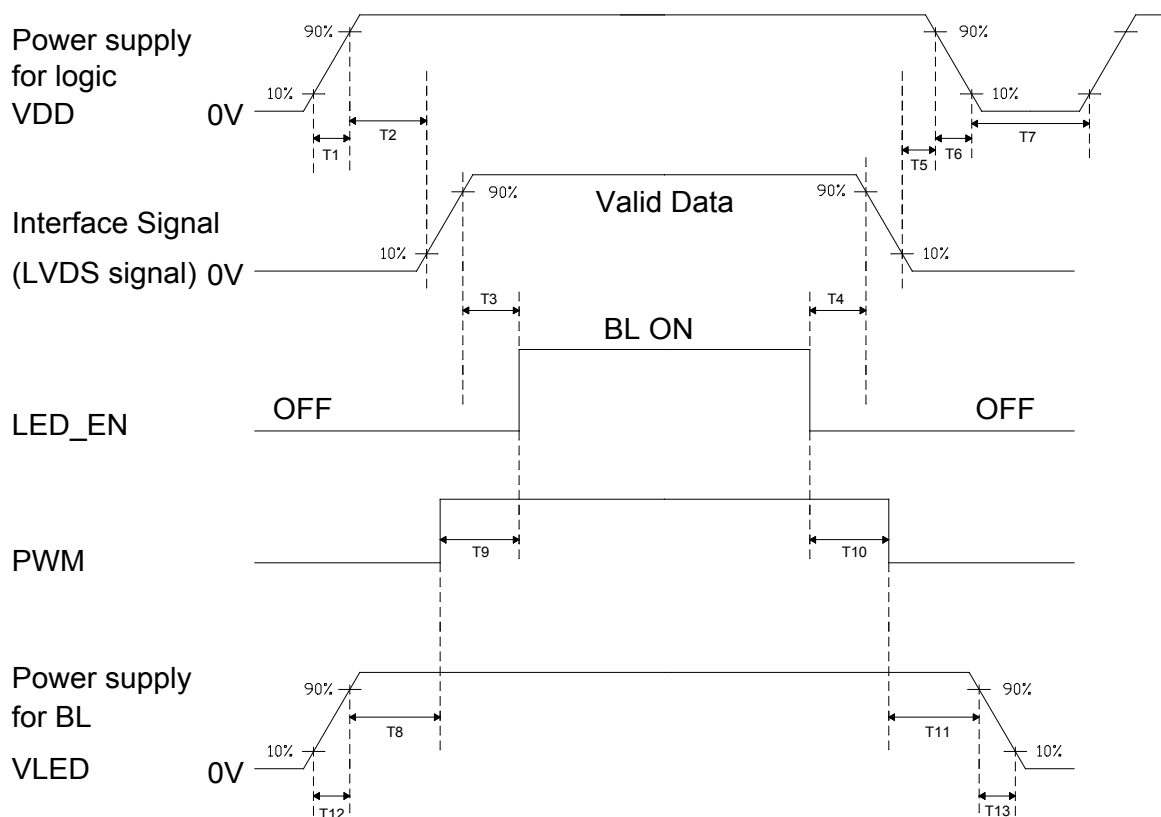 Power supply
for logic
VDD
0V
90%
10%
T1
T2
90%
10%
T5
T6
T7
Interface Signal
(LVDS signal)
0V
90%
10%
Valid Data
90%
10%
T3
T4
BL ON
LED_EN
OFF
OFF
PWM
T9
T10
Power supply
for BL
VLED
0V
90%
10%
T8
T11
90%
10%
T12
T13